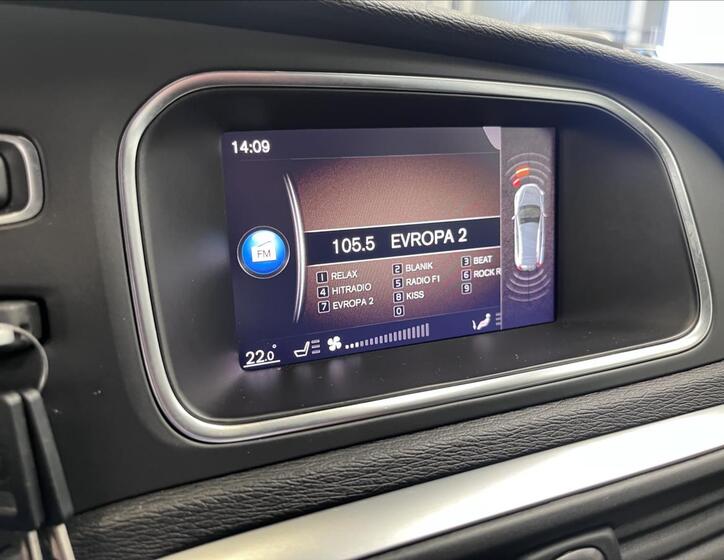 14:09
FM
105.5 EVROPA 2
1 RELAX 2 BLANIK 3 BEAT
4 HITRADIO 5 RADIO F1 6 ROCK R
7 EVROPA 2 8 KISS 9
0
22.0